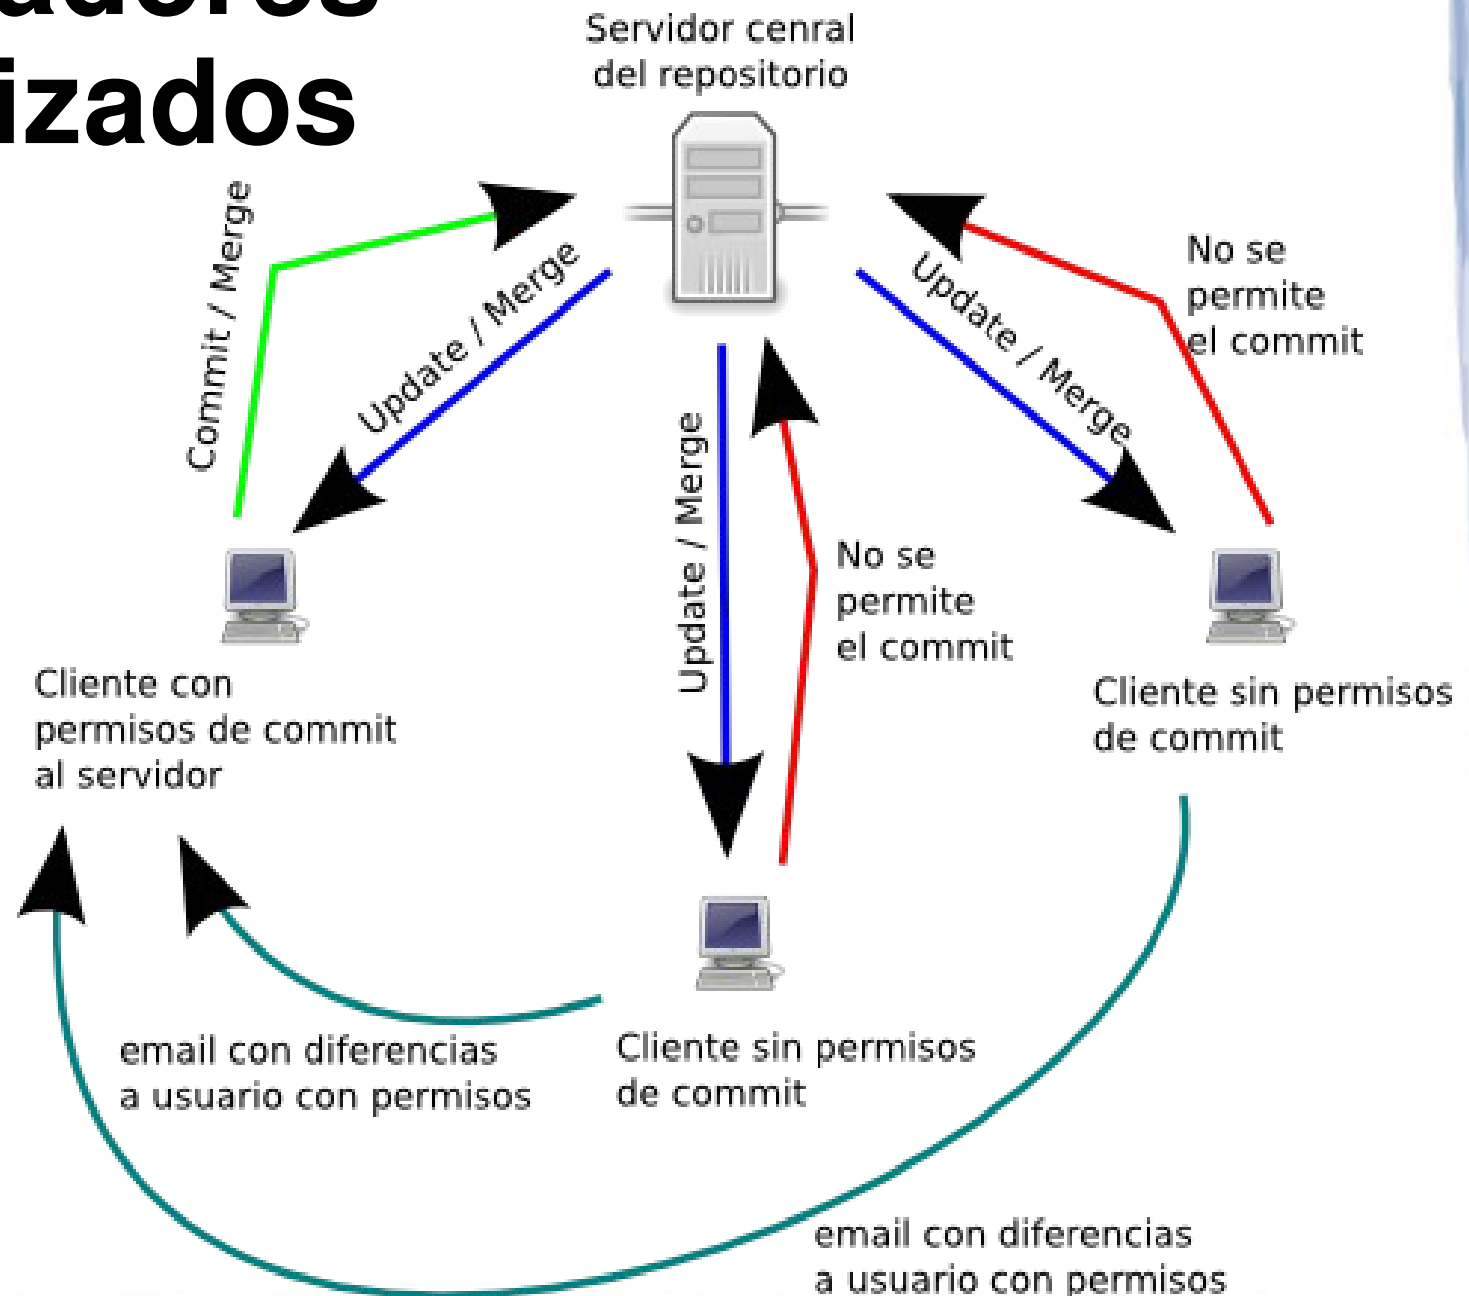 izados
Servidor cenral
del repositorio
Commit / Merge
Update / Merge
Update / Merge
No se
permite
el commit
Update / Merge
No se
permite
el commit
Cliente con
permisos de commit
al servidor
Cliente sin permisos
de commit
Cliente sin permisos
de commit
email con diferencias
a usuario con permisos
email con diferencias
a usuario con permisos